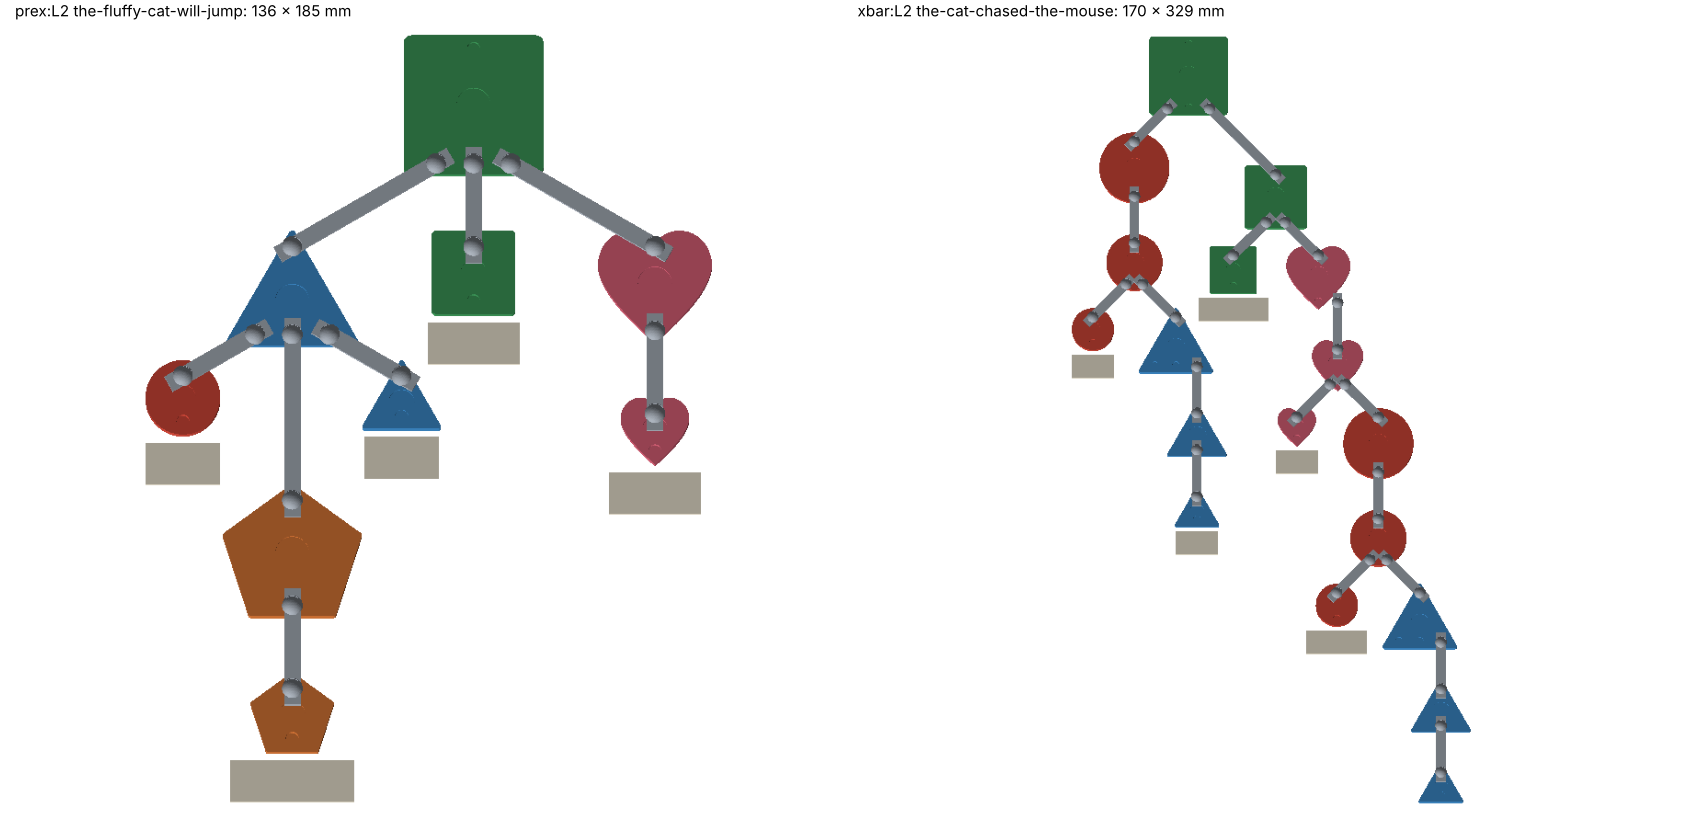 prex:L2 the-fluffy-cat-will-jump: 136 × 185 mm
xbar:L2 the-cat-chased-the-mouse: 170 × 329 mm